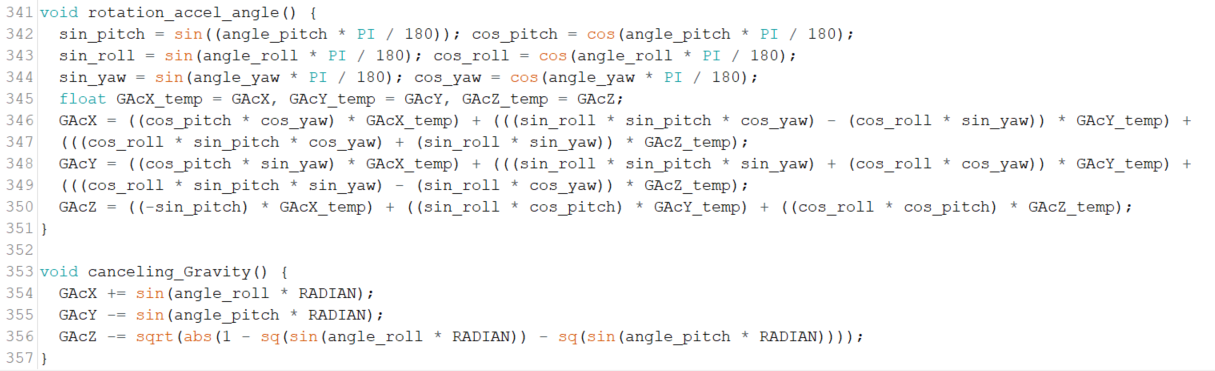 341 void rotation_accel_angle() {
342   sin_pitch = sin((angle_pitch * PI / 180)); cos_pitch = cos(angle_pitch * PI / 180);
343   sin_roll = sin(angle_roll * PI / 180); cos_roll = cos(angle_roll * PI / 180);
344   sin_yaw = sin(angle_yaw * PI / 180); cos_yaw = cos(angle_yaw * PI / 180);
345   float GAcX_temp = GAcX, GAcY_temp = GAcY, GAcZ_temp = GAcZ;
346   GAcX = ((cos_pitch * cos_yaw) * GAcX_temp) + (((sin_roll * sin_pitch * cos_yaw) - (cos_roll * sin_yaw)) * GAcY_temp) +
347   (((cos_roll * sin_pitch * cos_yaw) + (sin_roll * sin_yaw)) * GAcZ_temp);
348   GAcY = ((cos_pitch * sin_yaw) * GAcX_temp) + (((sin_roll * sin_pitch * sin_yaw) + (cos_roll * cos_yaw)) * GAcY_temp) +
349   (((cos_roll * sin_pitch * sin_yaw) - (sin_roll * cos_yaw)) * GAcZ_temp);
350   GAcZ = ((-sin_pitch) * GAcX_temp) + ((sin_roll * cos_pitch) * GAcY_temp) + ((cos_roll * cos_pitch) * GAcZ_temp);
351 }
352
353 void canceling_Gravity() {
354   GAcX += sin(angle_roll * RADIAN);
355   GAcY -= sin(angle_pitch * RADIAN);
356   GAcZ -= sqrt(abs(1 - sq(sin(angle_roll * RADIAN)) - sq(sin(angle_pitch * RADIAN))));
357 }